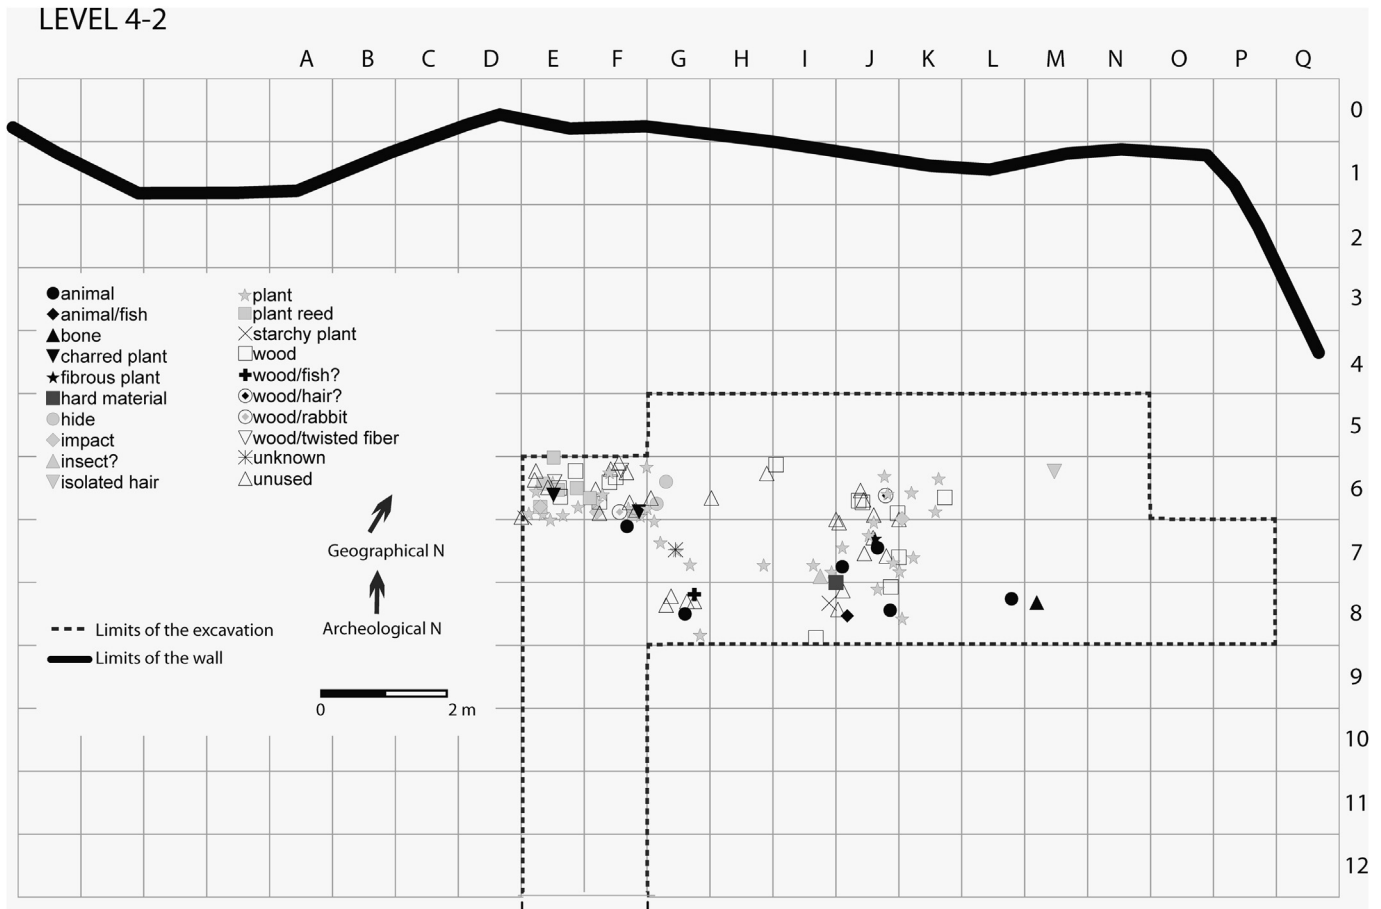 LEVEL 4-2
A B C D E F G H I J K L M N O P Q
0
1
2
3
4
5
6
7
8
9
10
11
12
animal
animal/fish
bone
charred plant
fibrous plant
hard material
hide
impact
insect?
isolated hair
plant
plant reed
starchy plant
wood
wood/fish?
wood/hair?
wood/rabbit
wood/twisted fiber
unknown
unused
Geographical N
Archeological N
Limits of the excavation
Limits of the wall
0 2 m